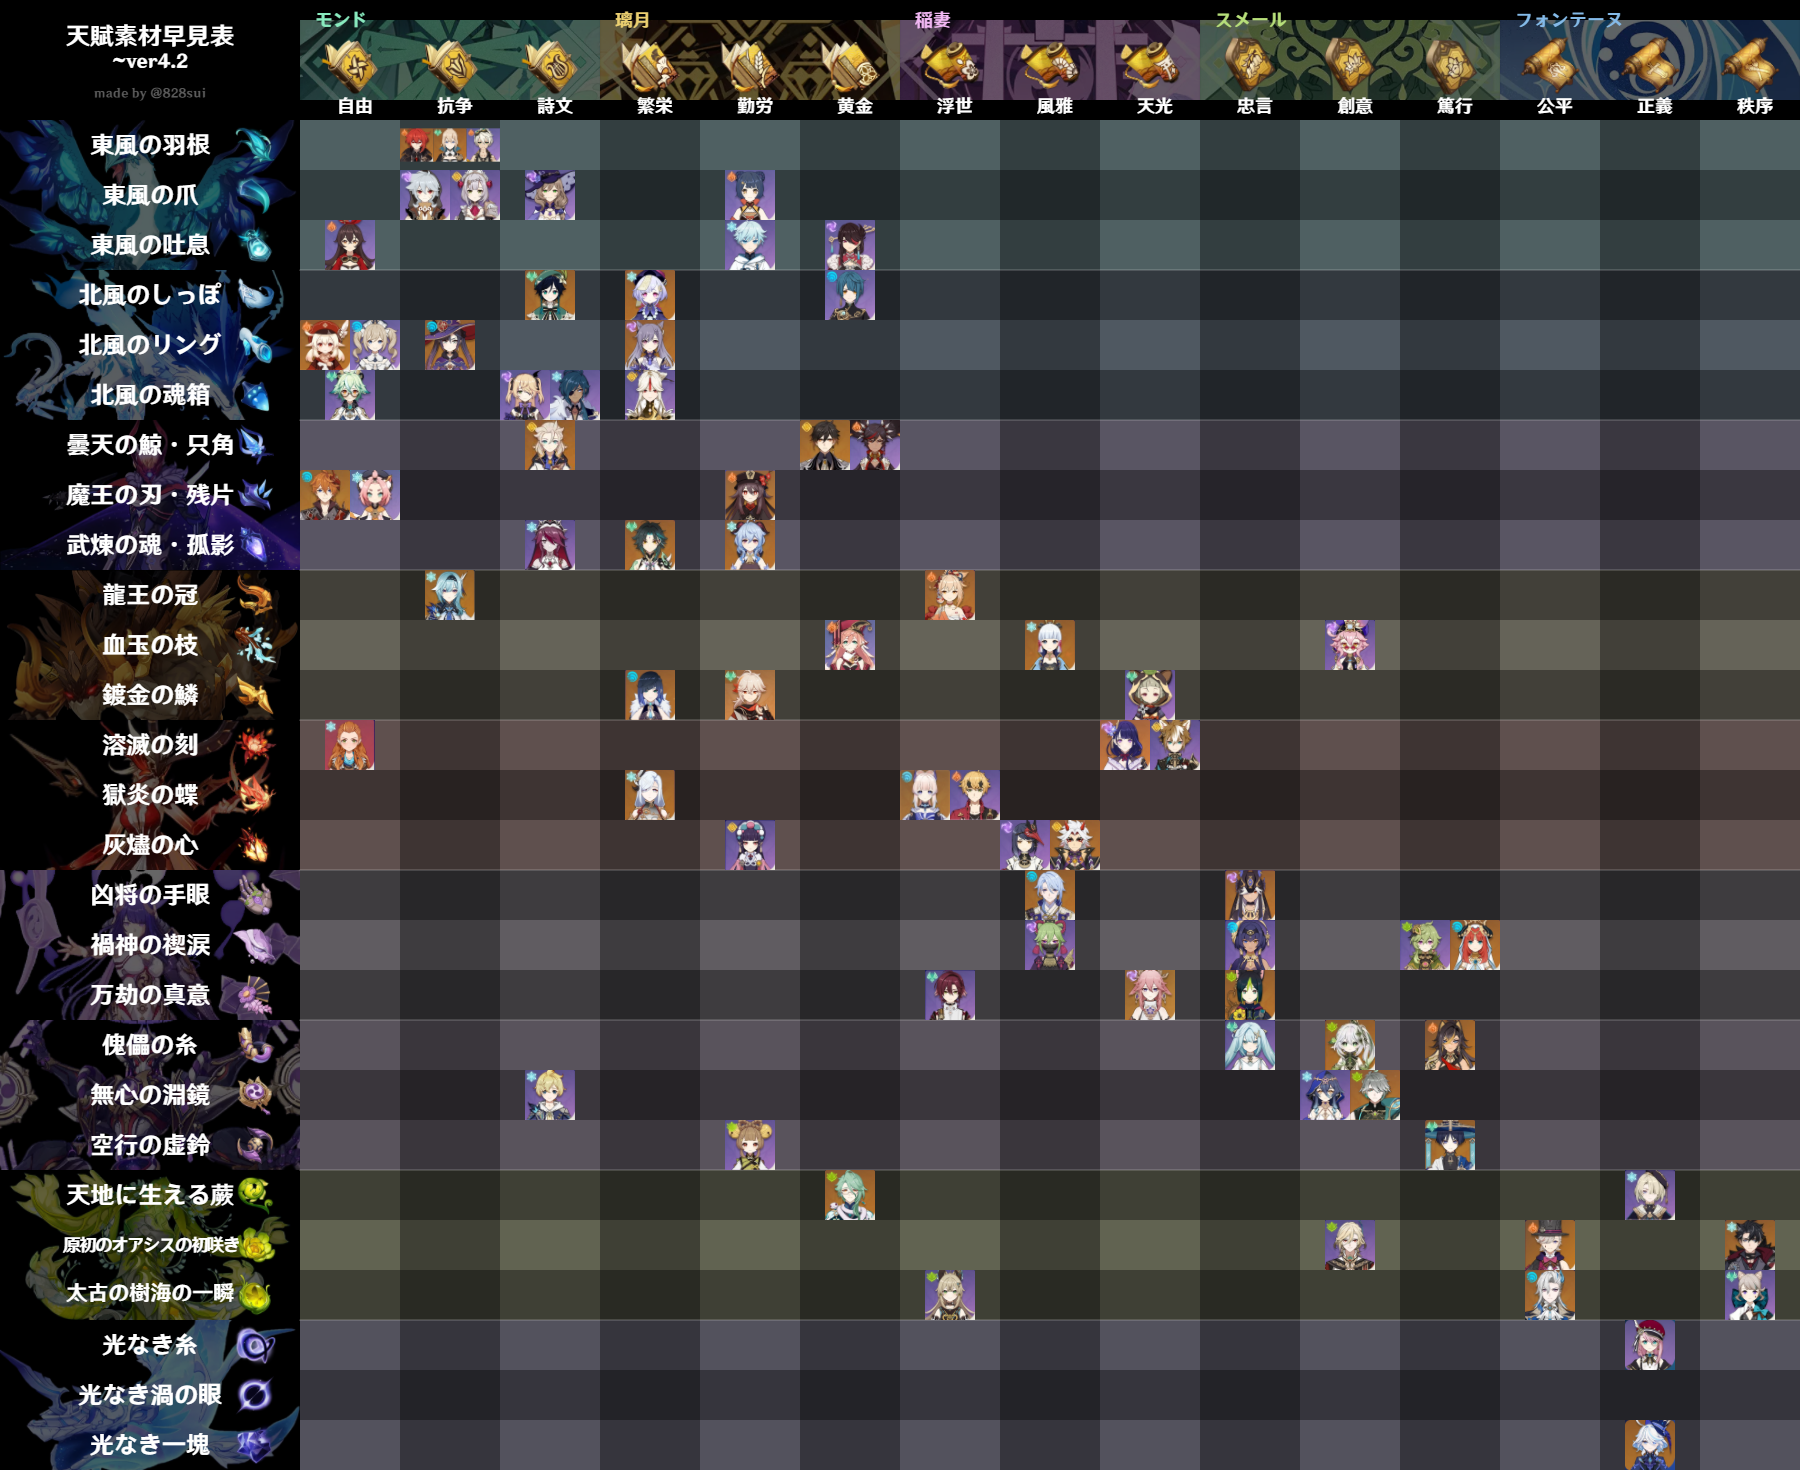 天賦素材早見表
~ver4.2
made by @828sui
モンド
璃月
稲妻
スメール
フォンテーヌ
自由
抗争
詩文
繁栄
勤労
黄金
浮世
風雅
天光
忠言
創意
篤行
公平
正義
秩序
東風の羽根
東風の爪
東風の吐息
北風のしっぽ
北風のリング
北風の魂箱
曇天の鯨・只角
魔王の刃・残片
武煉の魂・孤影
龍王の冠
血玉の枝
鍍金の鱗
溶滅の刻
獄炎の蝶
灰燼の心
凶将の手眼
禍神の禊涙
万劫の真意
傀儡の糸
無心の淵鏡
空行の虚鈴
天地に生える蕨
原初のオアシスの初咲き
太古の樹海の一瞬
光なき糸
光なき渦の眼
光なき一塊